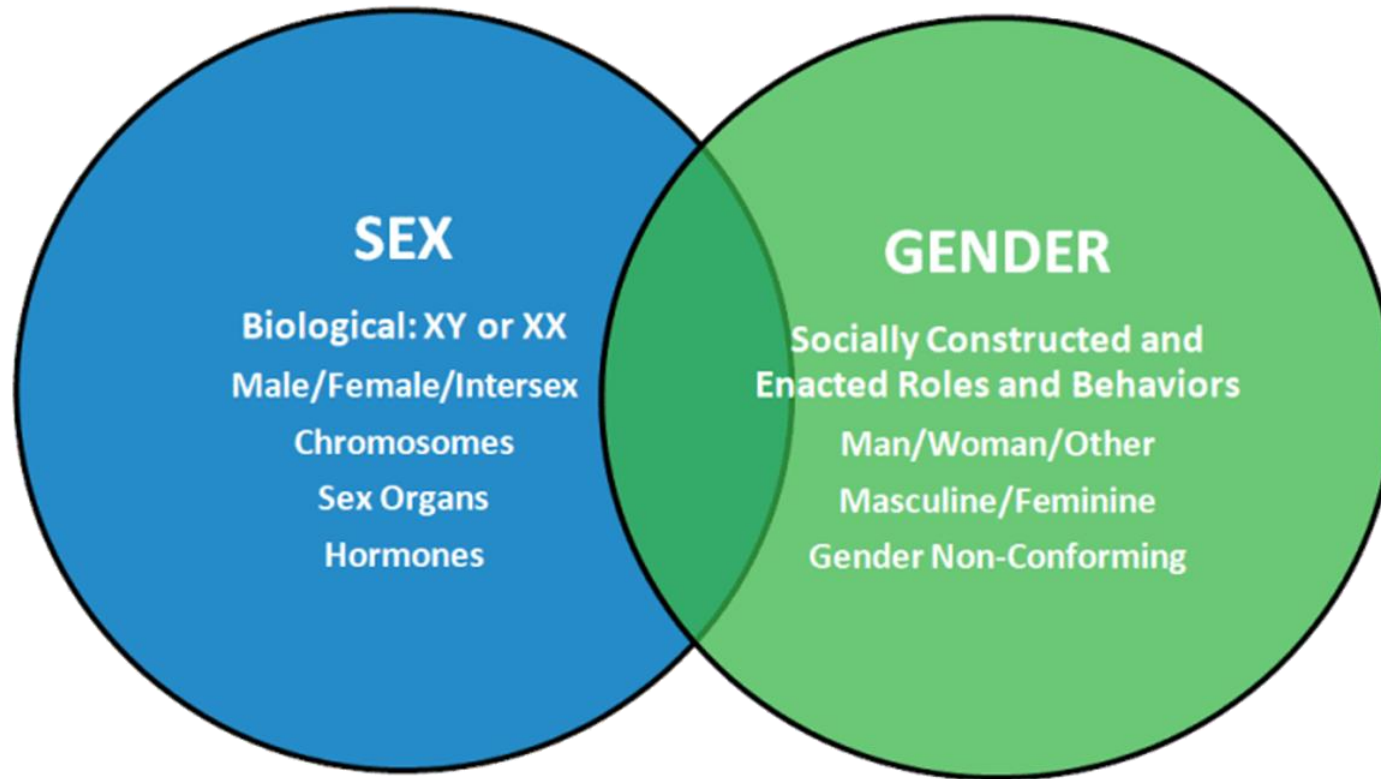 SEX
Biological: XY or XX
Male/Female/Intersex
Chromosomes
Sex Organs
Hormones
GENDER
Socially Constructed and
Enacted Roles and Behaviors
Man/Woman/Other
Masculine/Feminine
Gender Non-Conforming